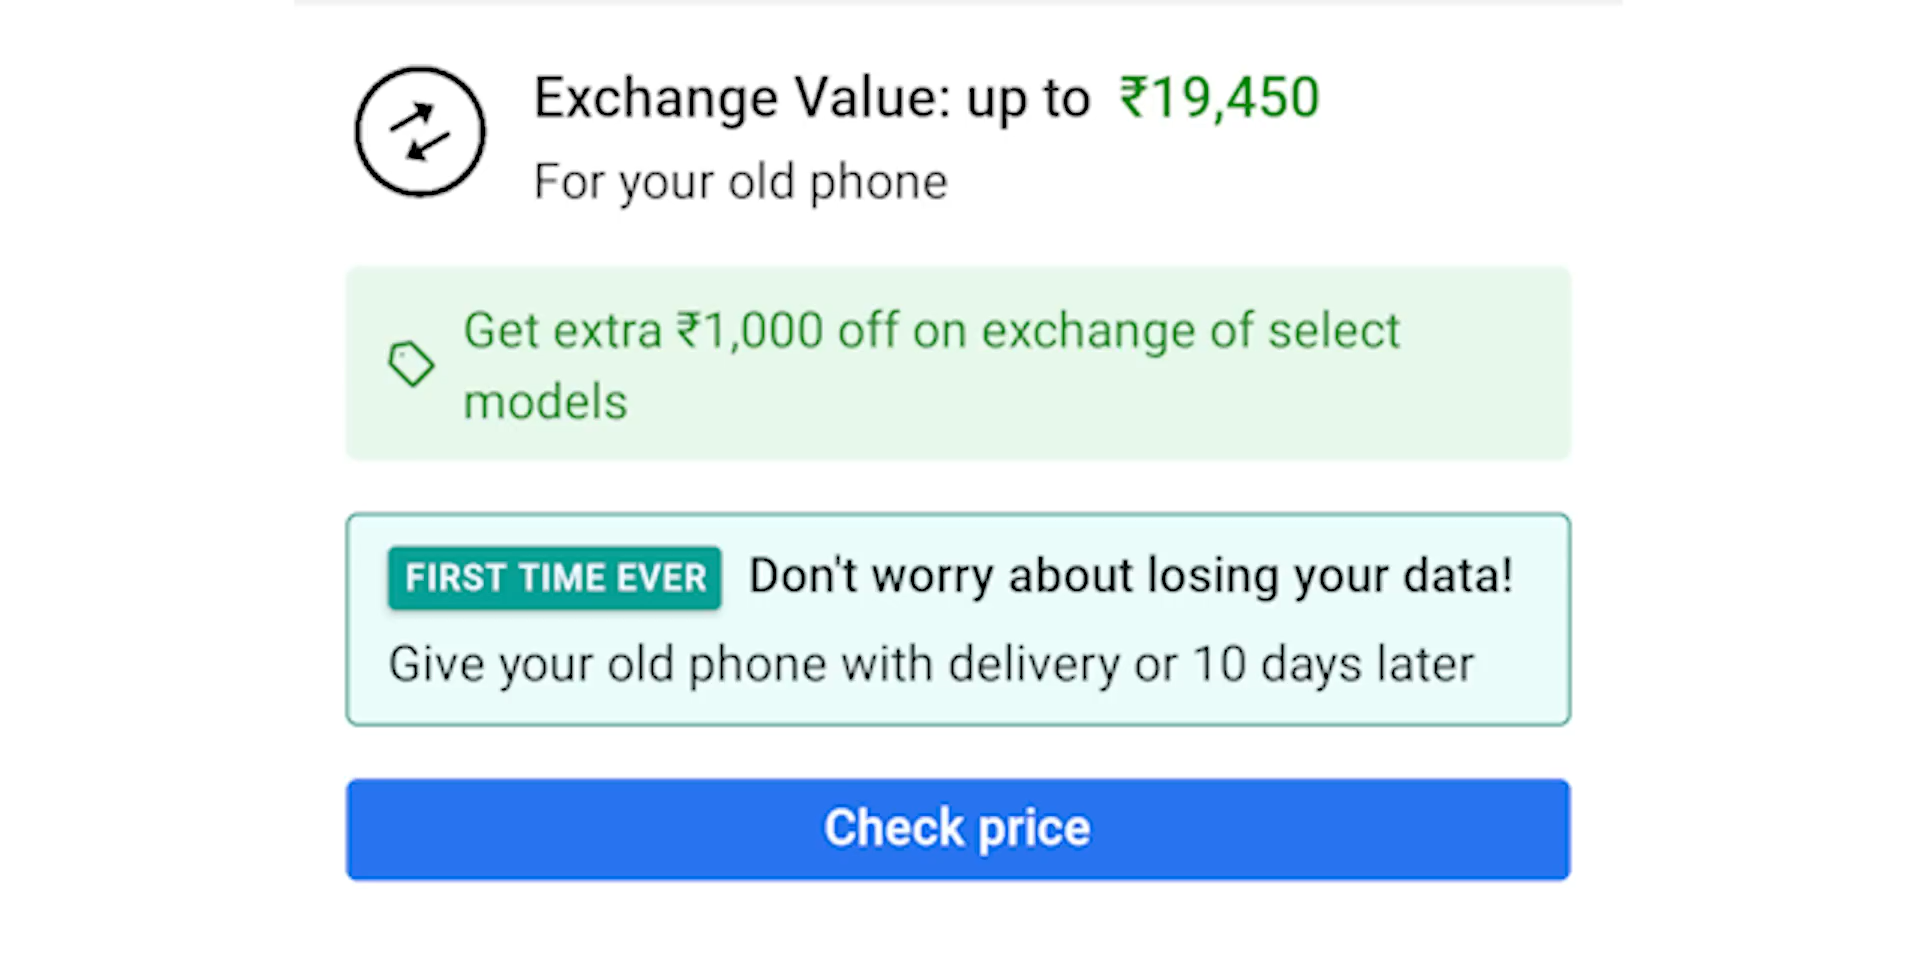 Exchange Value: up to ₹19,450
For your old phone
Get extra ₹1,000 off on exchange of select
models
FIRST TIME EVER Don't worry about losing your data!
Give your old phone with delivery or 10 days later
Check price